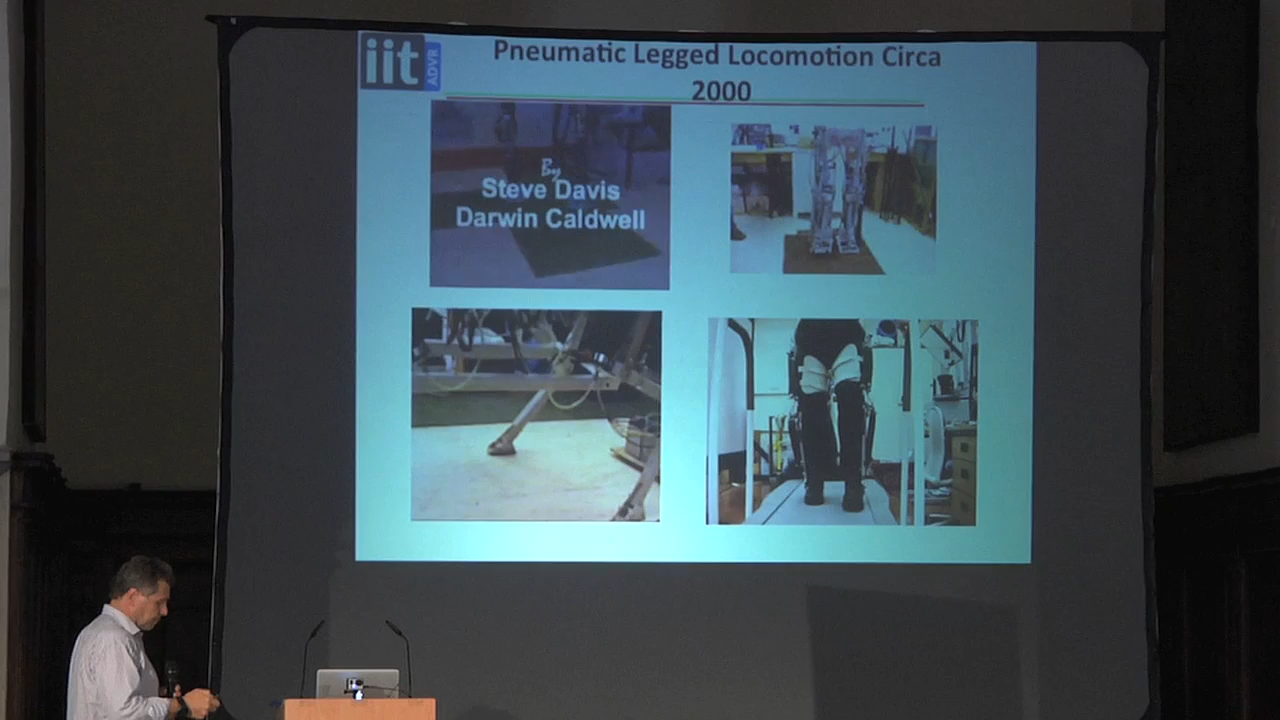 iit
ADVR
Pneumatic Legged Locomotion Circa
2000
By
Steve Davis
Darwin Caldwell